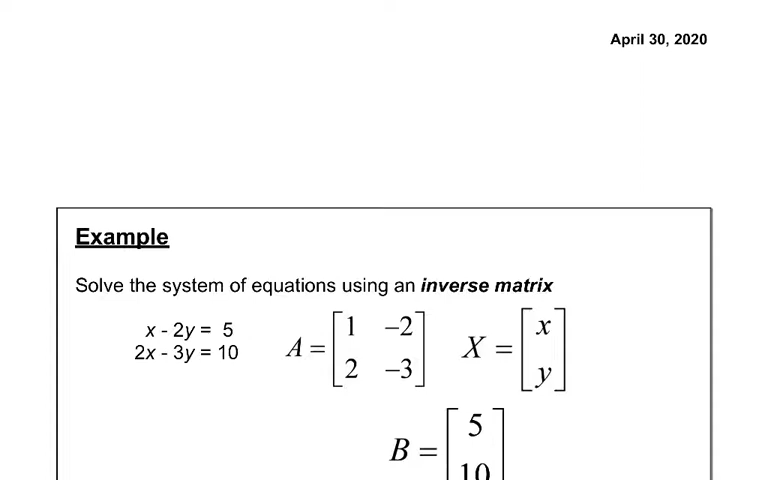 April 30, 2020
Example
Solve the system of equations using an inverse matrix
x - 2y = 5
2x - 3y = 10
A = [1 -2
2 -3]
X = [x
y]
B = [5
10